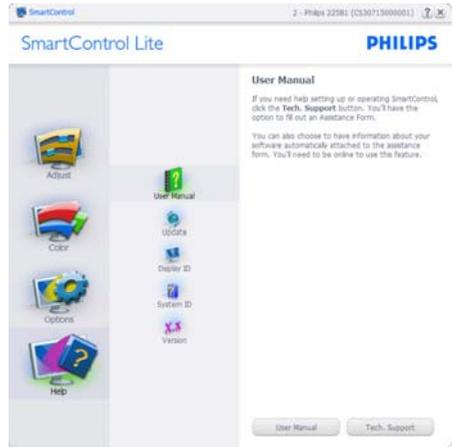 SmartControl
2 - Philips 225B1 (CS30715000001)
? X
SmartControl Lite
PHILIPS
Adjust
Color
Options
Help
User Manual
Update
Display ID
System ID
X.X
Version
User Manual
If you need help setting up or operating SmartControl,
click the Tech. Support button. You'll have the
option to fill out an Assistance Form.
You can also choose to have information about your
software automatically attached to the assistance
form. You'll need to be online to use this feature.
User Manual
Tech. Support